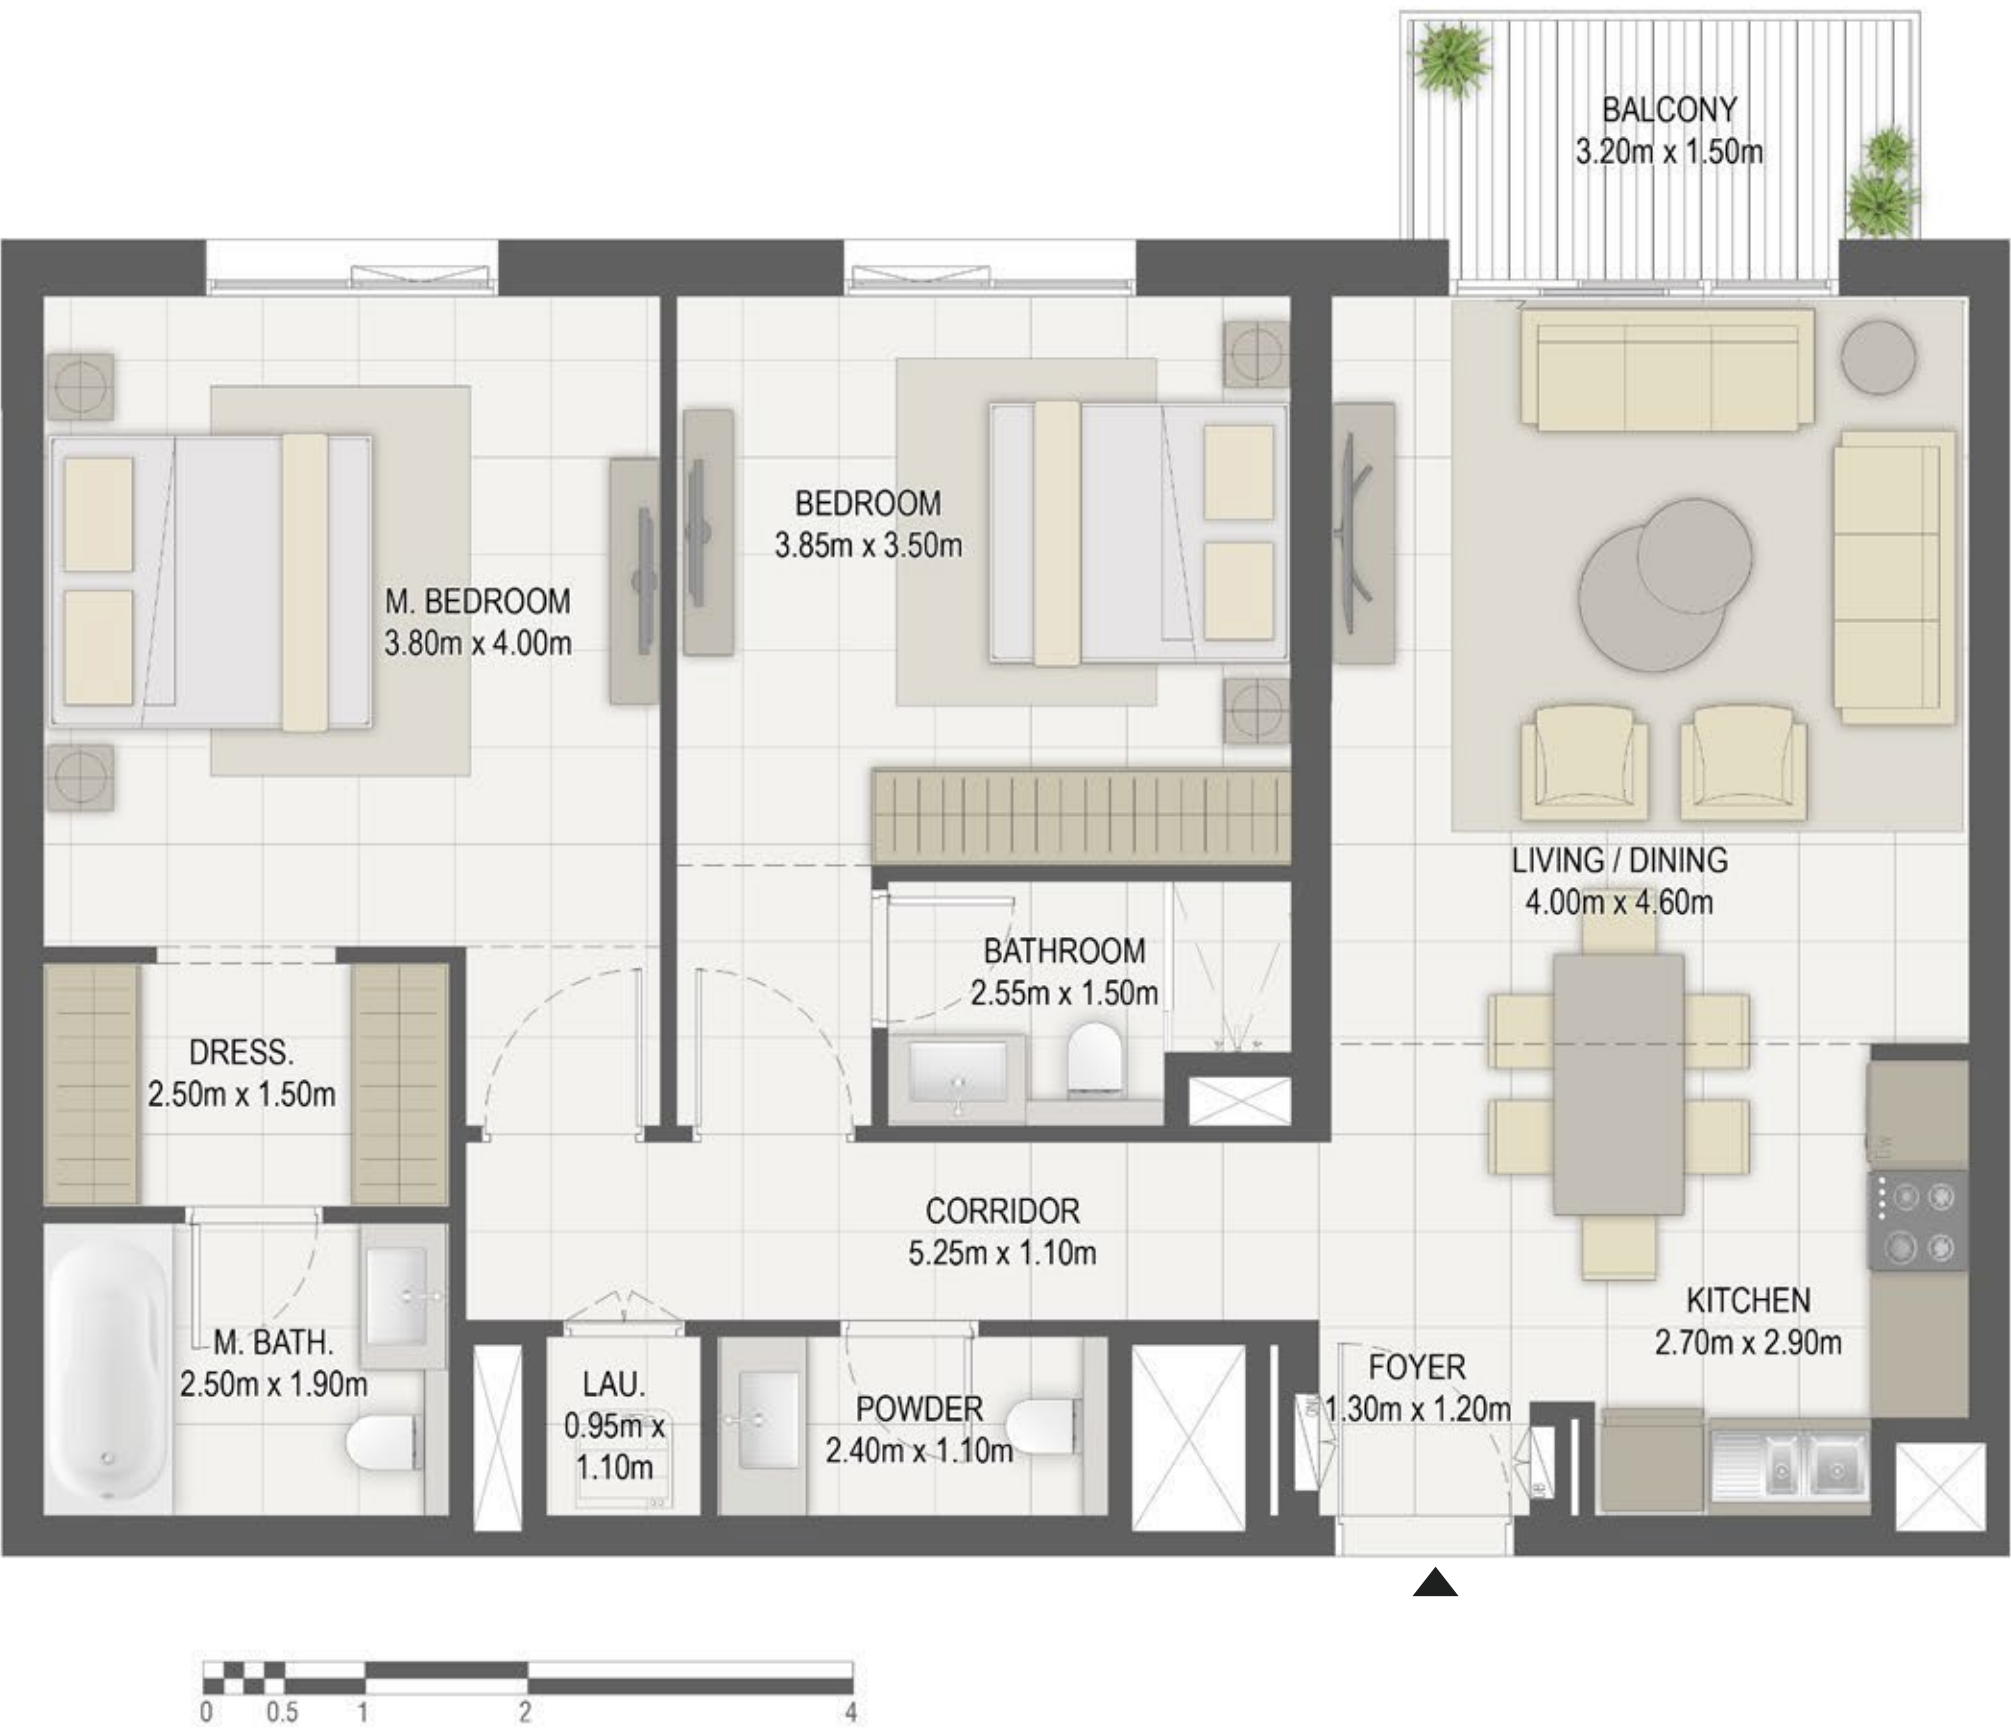 BALCONY
3.20m x 1.50m
BEDROOM
3.85m x 3.50m
M. BEDROOM
3.80m x 4.00m
LIVING / DINING
4.00m x 4.60m
BATHROOM
2.55m x 1.50m
DRESS.
2.50m x 1.50m
CORRIDOR
5.25m x 1.10m
KITCHEN
2.70m x 2.90m
M. BATH.
2.50m x 1.90m
LAU.
0.95m x
1.10m
POWDER
2.40m x 1.10m
FOYER
1.30m x 1.20m
0 0.5 1 2 4